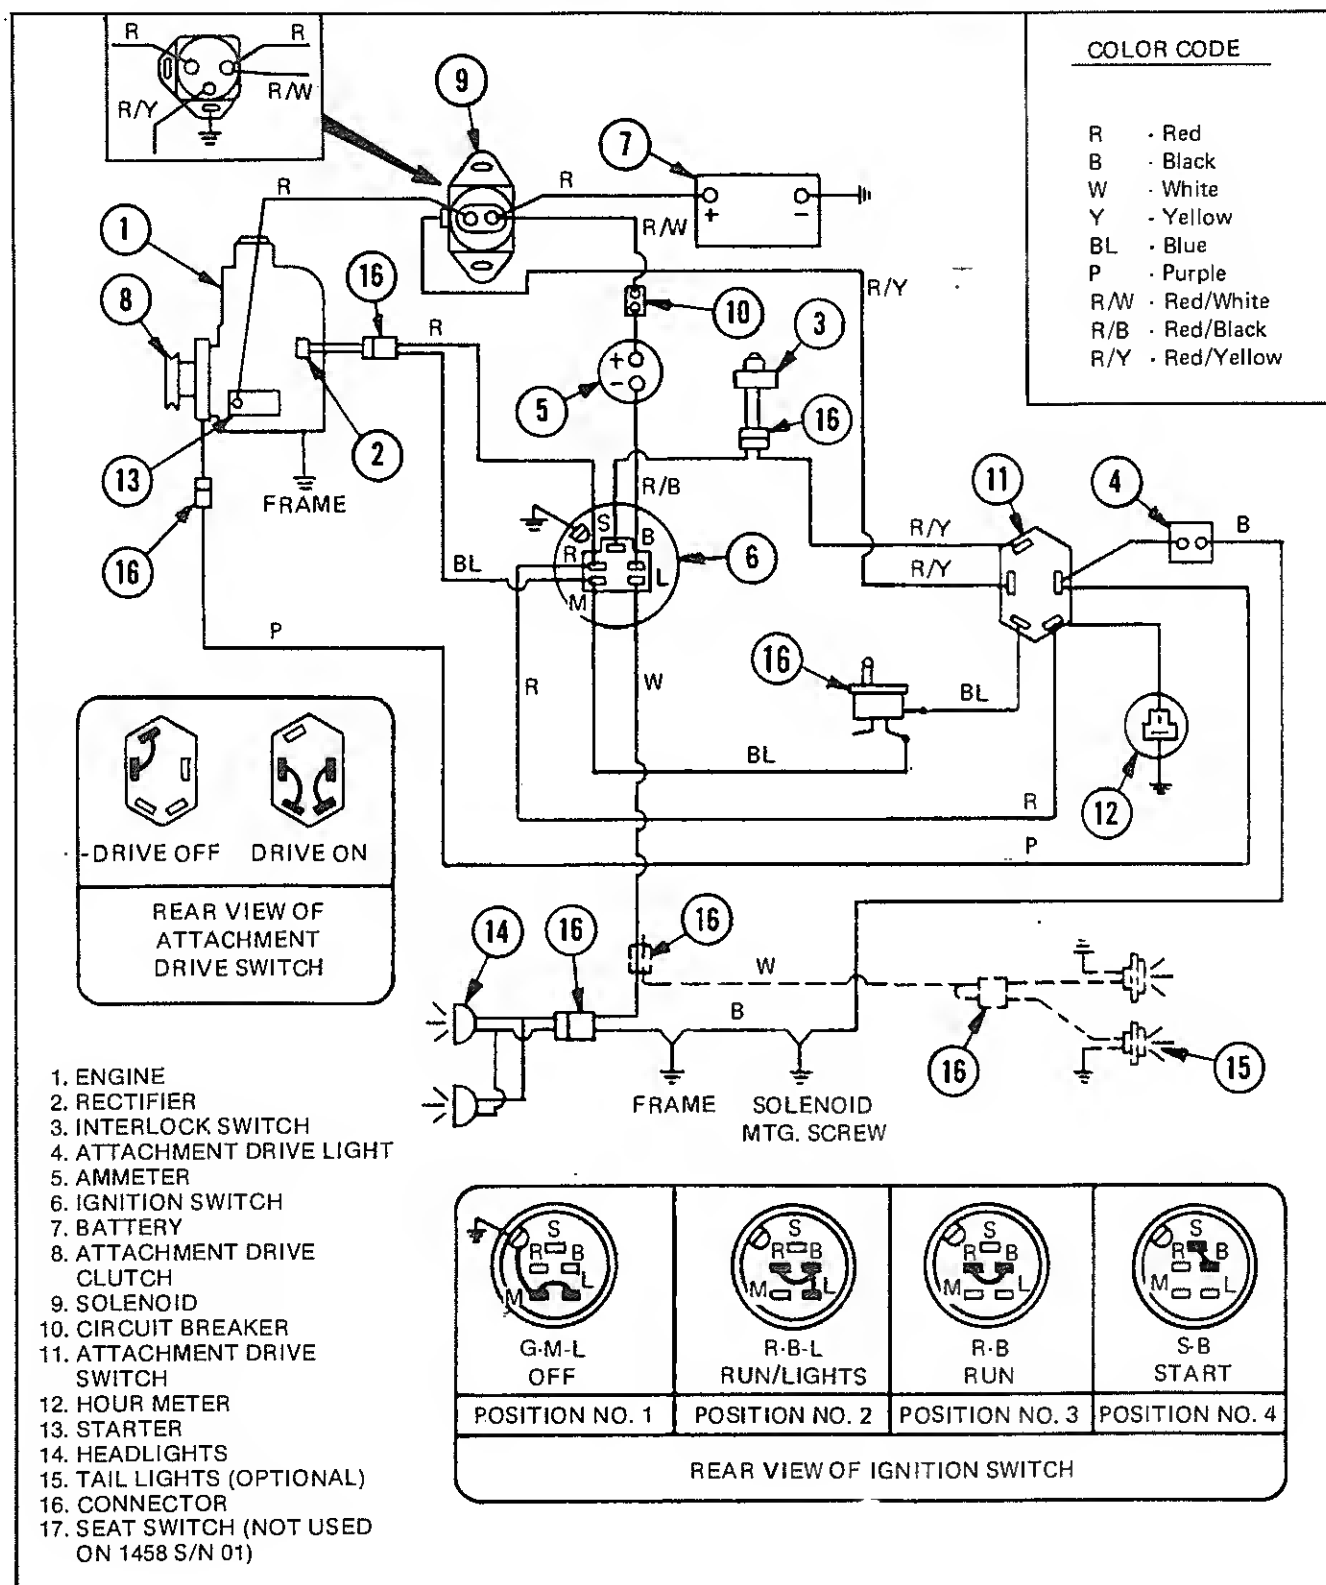 R
R
R/W
R/Y
COLOR CODE
R - Red
B - Black
W - White
Y - Yellow
BL - Blue
P - Purple
R/W - Red/White
R/B - Red/Black
R/Y - Red/Yellow
9
7
R
R
+
−
R/W
1
8
16
R
10
R/Y
3
+
−
5
16
13
2
FRAME
R/B
11
4
S
R/Y
B
16
BL
R
B
6
L
M
R/Y
P
R
W
16
BL
BL
12
R
P
-DRIVE OFF
DRIVE ON
REAR VIEW OF
ATTACHMENT
DRIVE SWITCH
14
16
16
W
B
16
15
FRAME
SOLENOID
MTG. SCREW
1. ENGINE
2. RECTIFIER
3. INTERLOCK SWITCH
4. ATTACHMENT DRIVE LIGHT
5. AMMETER
6. IGNITION SWITCH
7. BATTERY
8. ATTACHMENT DRIVE
CLUTCH
9. SOLENOID
10. CIRCUIT BREAKER
11. ATTACHMENT DRIVE
SWITCH
12. HOUR METER
13. STARTER
14. HEADLIGHTS
15. TAIL LIGHTS (OPTIONAL)
16. CONNECTOR
17. SEAT SWITCH (NOT USED
ON 1458 S/N 01)
S
R B
M L
G-M-L
OFF
POSITION NO. 1
S
R B
M L
R-B-L
RUN/LIGHTS
POSITION NO. 2
S
R B
M L
R-B
RUN
POSITION NO. 3
S
R B
M L
S-B
START
POSITION NO. 4
REAR VIEW OF IGNITION SWITCH